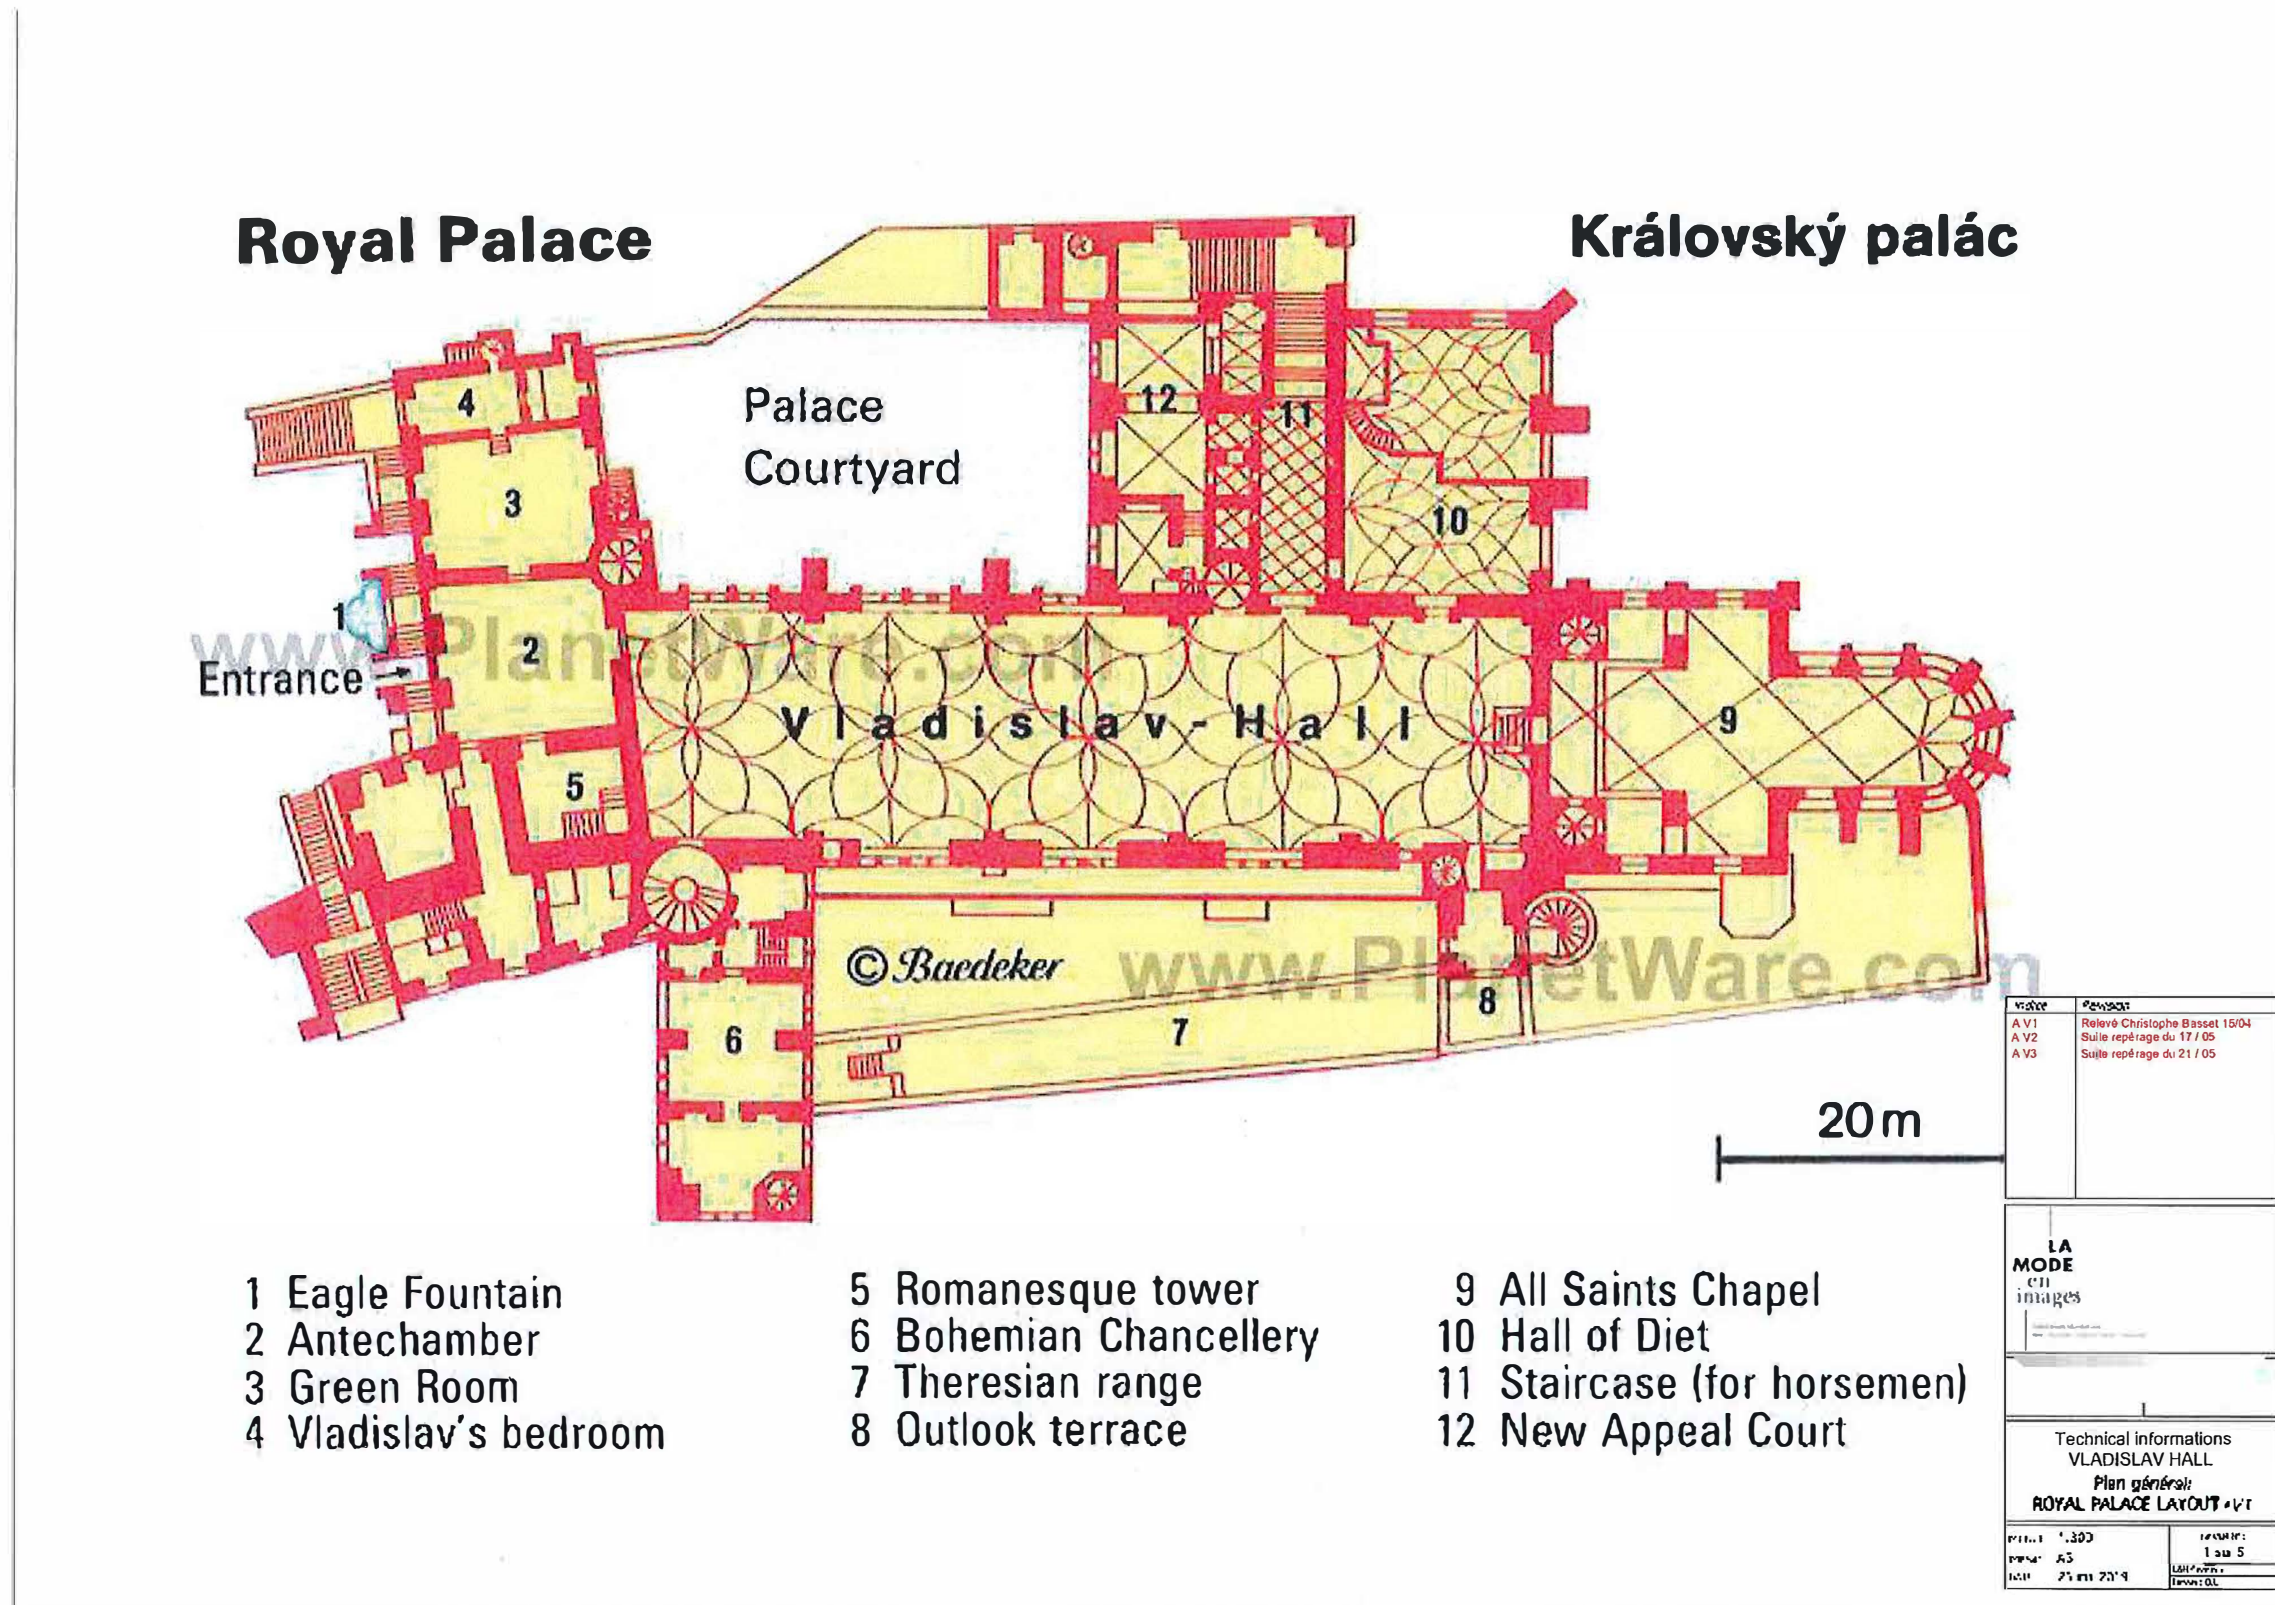 Royal Palace
Královský palác
Palace
Courtyard
4
3
12
11
10
1
2
www.PlanetWare.com
Entrance
Vladislav-Hall
9
5
© Baedeker
www.PlanetWare.com
6
7
8
20m
1 Eagle Fountain
2 Antechamber
3 Green Room
4 Vladislav's bedroom
5 Romanesque tower
6 Bohemian Chancellery
7 Theresian range
8 Outlook terrace
9 All Saints Chapel
10 Hall of Diet
11 Staircase (for horsemen)
12 New Appeal Court
A V1 Relevé Christophe Basset 15/04
A V2 Suite repérage du 17 / 05
A V3 Suite repérage du 21 / 05
LA
MODE
en
images
Technical informations
VLADISLAV HALL
Plan général:
ROYAL PALACE LAYOUT
A3